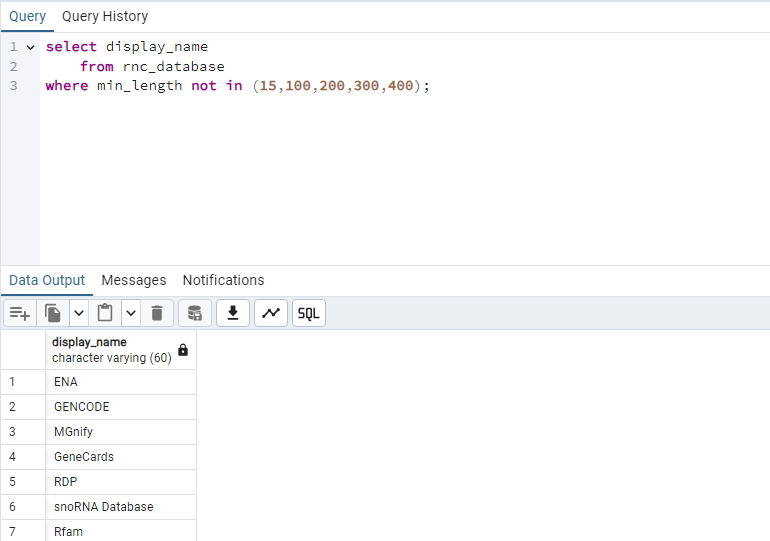 Query Query History
1 select display_name
2 from rnc_database
3 where min_length not in (15,100,200,300,400);
Data Output Messages Notifications
SQL
display_name
character varying (60)
1 ENA
2 GENCODE
3 MGnify
4 GeneCards
5 RDP
6 snoRNA Database
7 Rfam